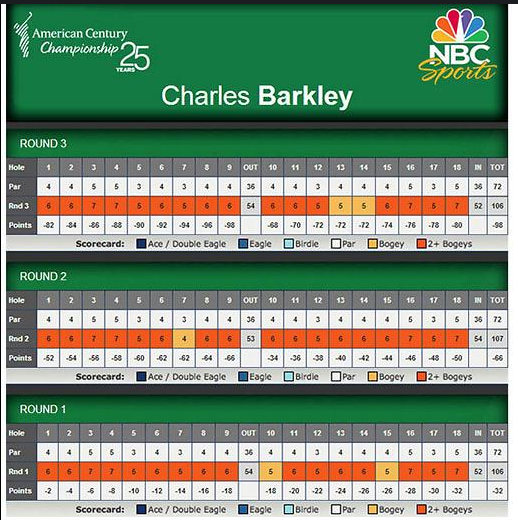 American Century
Championship 25
YEARS
NBC
Sports
Charles Barkley
ROUND 3
Hole 1 2 3 4 5 6 7 8 9 OUT 10 11 12 13 14 15 16 17 18 IN TOT
Par 4 4 5 5 3 4 3 4 4 36 4 4 3 4 4 4 5 3 5 36 72
Rnd 3 6 6 7 7 5 6 5 6 6 54 6 6 5 5 5 6 7 5 7 52 106
Points -82 -84 -86 -88 -90 -92 -94 -96 -98 -68 -70 -72 -72 -72 -74 -76 -78 -80 -98
Scorecard: Ace / Double Eagle Eagle Birdie Par Bogey 2+ Bogeys
ROUND 2
Hole 1 2 3 4 5 6 7 8 9 OUT 10 11 12 13 14 15 16 17 18 IN TOT
Par 4 4 5 5 3 4 3 4 4 36 4 4 3 4 4 4 5 3 5 36 72
Rnd 2 6 6 7 7 5 6 4 6 6 53 6 6 5 6 6 6 7 5 7 54 107
Points -52 -54 -56 -58 -60 -62 -62 -64 -66 -34 -36 -38 -40 -42 -44 -46 -48 -50 -66
Scorecard: Ace / Double Eagle Eagle Birdie Par Bogey 2+ Bogeys
ROUND 1
Hole 1 2 3 4 5 6 7 8 9 OUT 10 11 12 13 14 15 16 17 18 IN TOT
Par 4 4 5 5 3 4 3 4 4 36 4 4 3 4 4 4 5 3 5 36 72
Rnd 1 6 6 7 7 5 6 5 6 6 54 5 6 5 6 6 5 7 5 7 52 106
Points -2 -4 -6 -8 -10 -12 -14 -16 -18 -18 -20 -22 -24 -26 -26 -28 -30 -32 -32
Scorecard: Ace / Double Eagle Eagle Birdie Par Bogey 2+ Bogeys